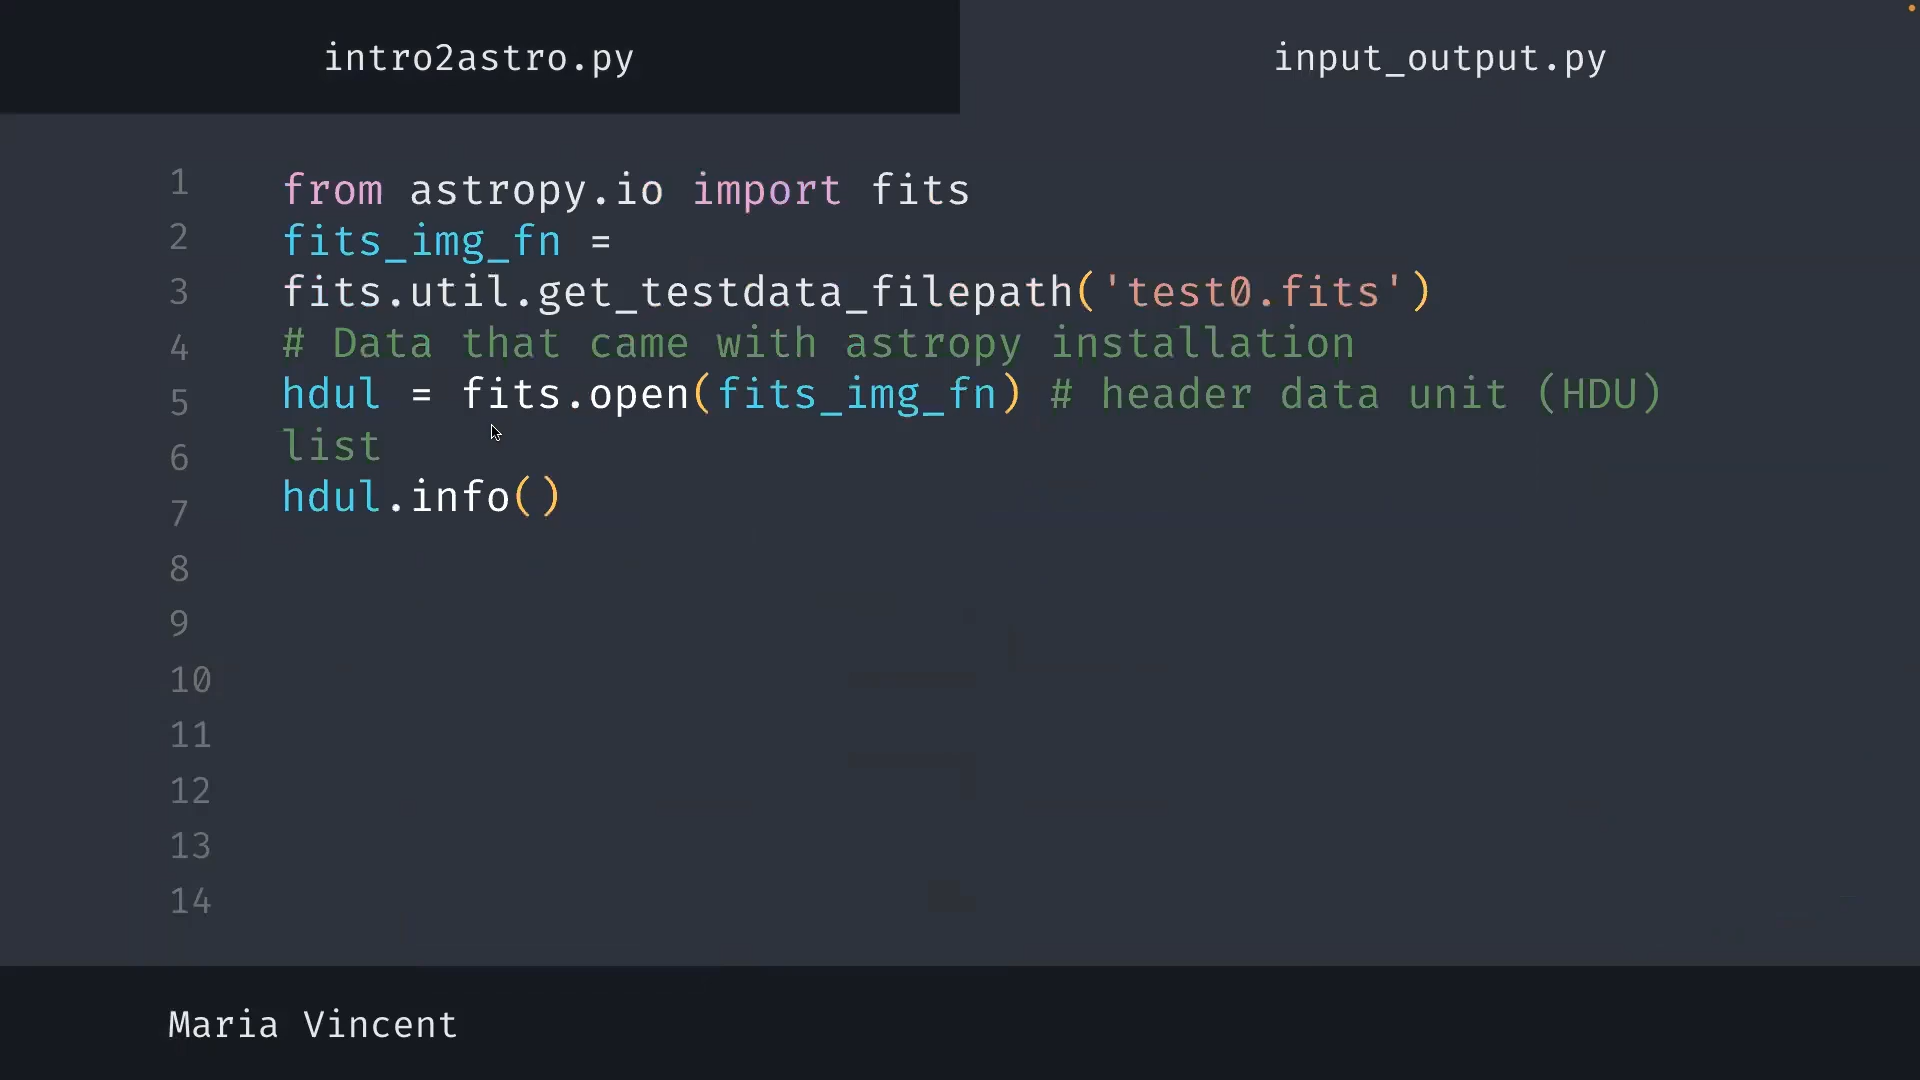 intro2astro.py
input_output.py
1 from astropy.io import fits
2 fits_img_fn =
3 fits.util.get_testdata_filepath('test0.fits')
4 # Data that came with astropy installation
5 hdul = fits.open(fits_img_fn) # header data unit (HDU)
6 list
7 hdul.info()
8
9
10
11
12
13
14
Maria Vincent